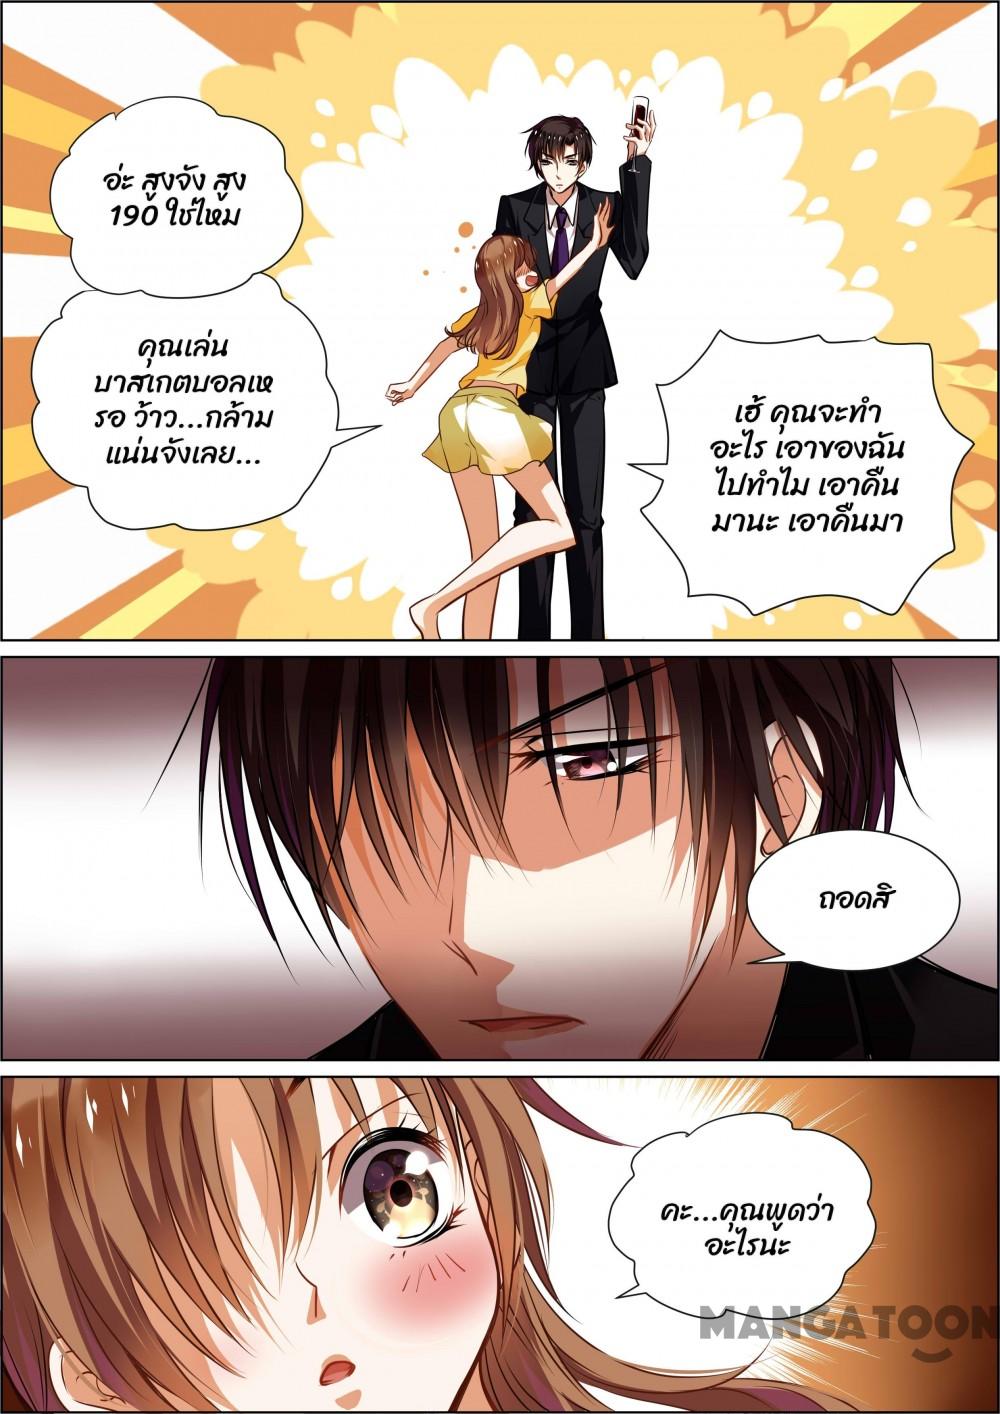 อ่ะ สูงจัง สูง
190 ใช่ไหม
คุณเล่น
บาสเกตบอลเห
รอ ว้าว...กล้าม
แน่นจังเลย...
เฮ้ คุณจะทำ
อะไร เอาของฉัน
ไปทำไม เอาคืน
มานะ เอาคืนมา
ถอดสิ
คะ...คุณพูดว่า
อะไรนะ
MANGATOON